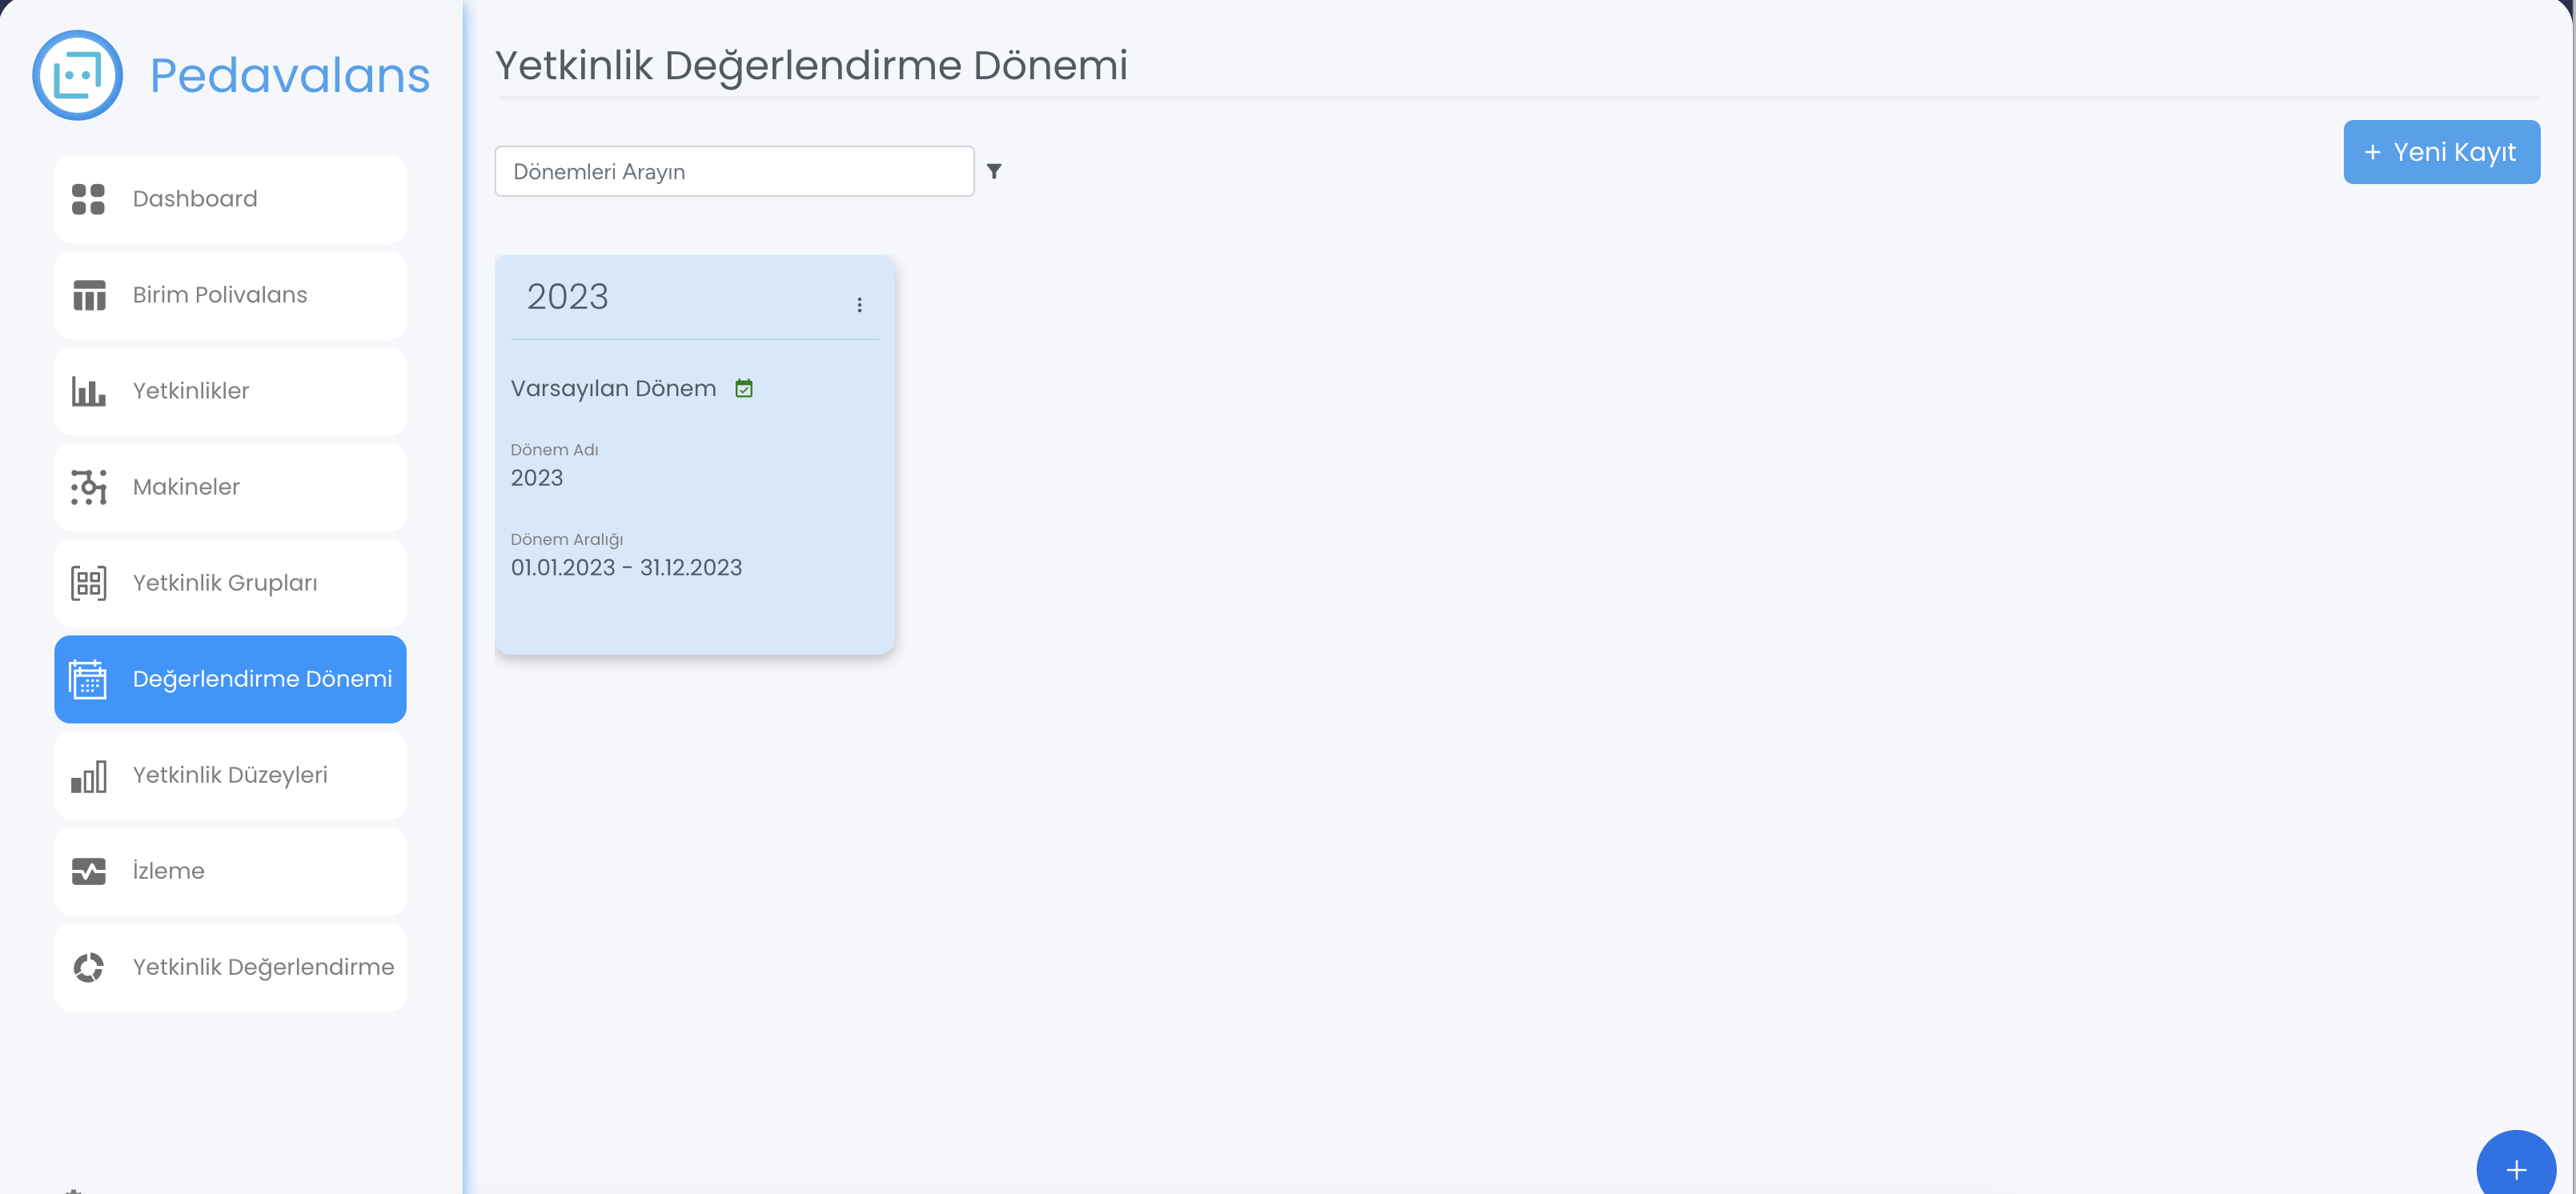 Pedavalans
Dashboard
Birim Polivalans
Yetkinlikler
Makineler
Yetkinlik Grupları
Değerlendirme Dönemi
Yetkinlik Düzeyleri
İzleme
Yetkinlik Değerlendirme
Yetkinlik Değerlendirme Dönemi
Dönemleri Arayın
+ Yeni Kayıt
2023
Varsayılan Dönem
Dönem Adı
2023
Dönem Aralığı
01.01.2023 - 31.12.2023